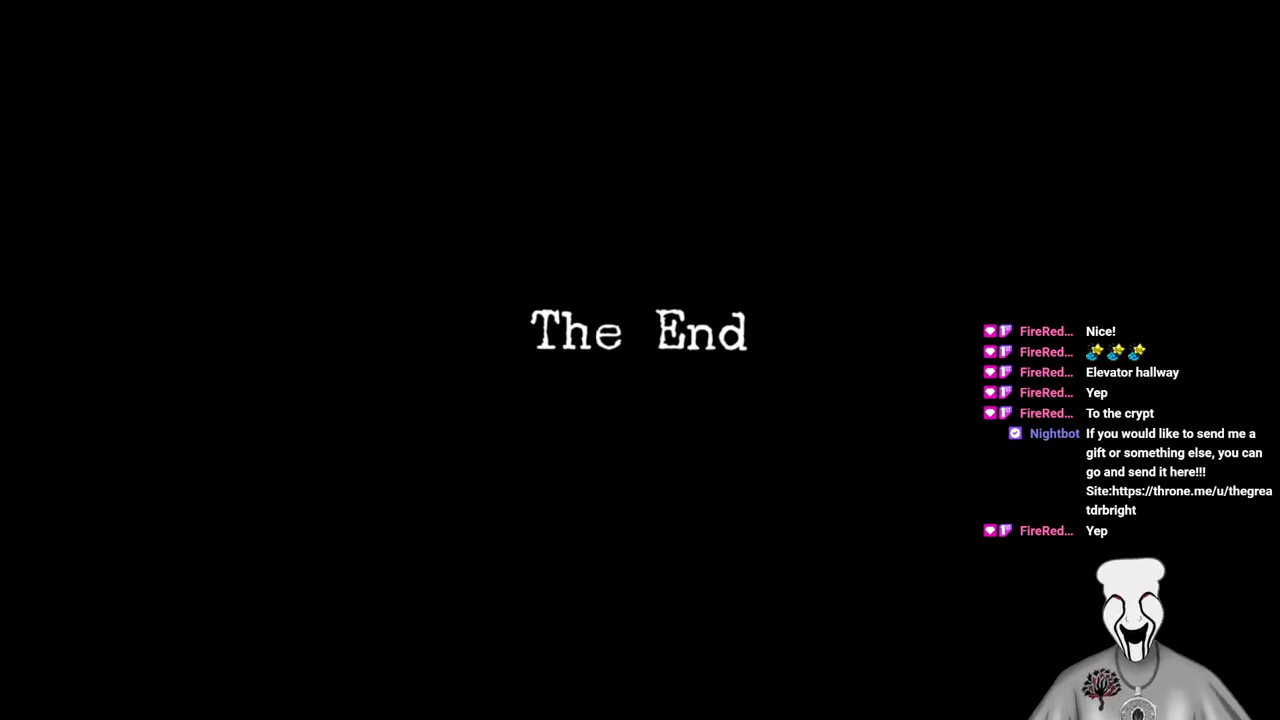 The End
FireRed... Nice!
FireRed...
FireRed... Elevator hallway
FireRed... Yep
FireRed... To the crypt
Nightbot If you would like to send me a
gift or something else, you can
go and send it here!!!
Site:https://throne.me/u/thegrea
tdrbright
FireRed... Yep